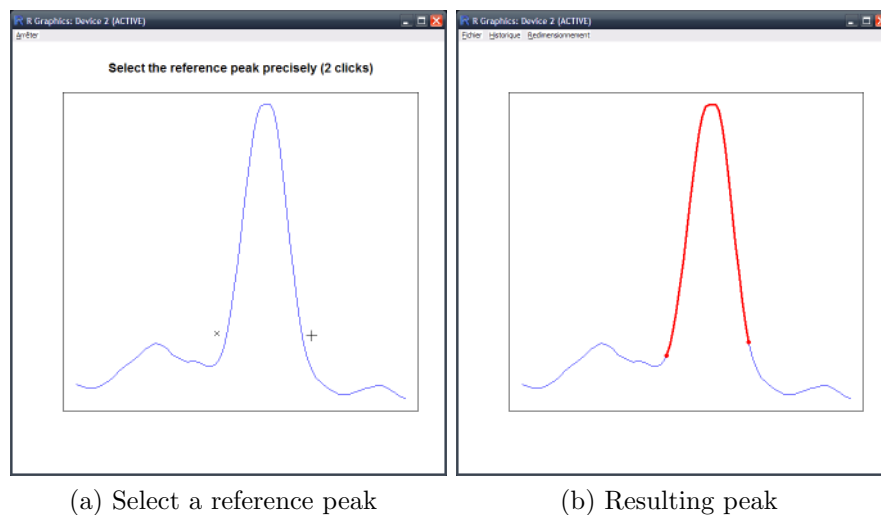 R Graphics: Device 2 (ACTIVE)
Arrêter
Select the reference peak precisely (2 clicks)
(a) Select a reference peak
R Graphics: Device 2 (ACTIVE)
Fichier Historique Redimensionnement
(b) Resulting peak